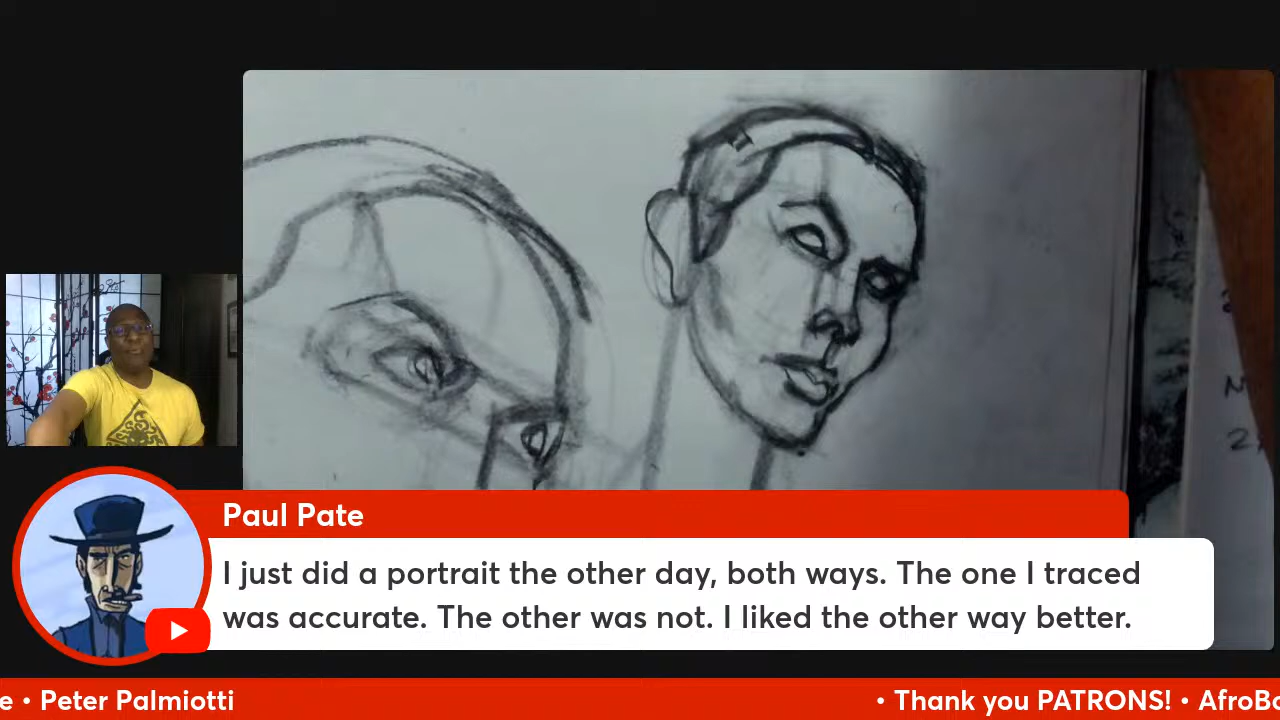 Paul Pate
I just did a portrait the other day, both ways. The one I traced
was accurate. The other was not. I liked the other way better.
e • Peter Palmiotti
• Thank you PATRONS! • AfroBo